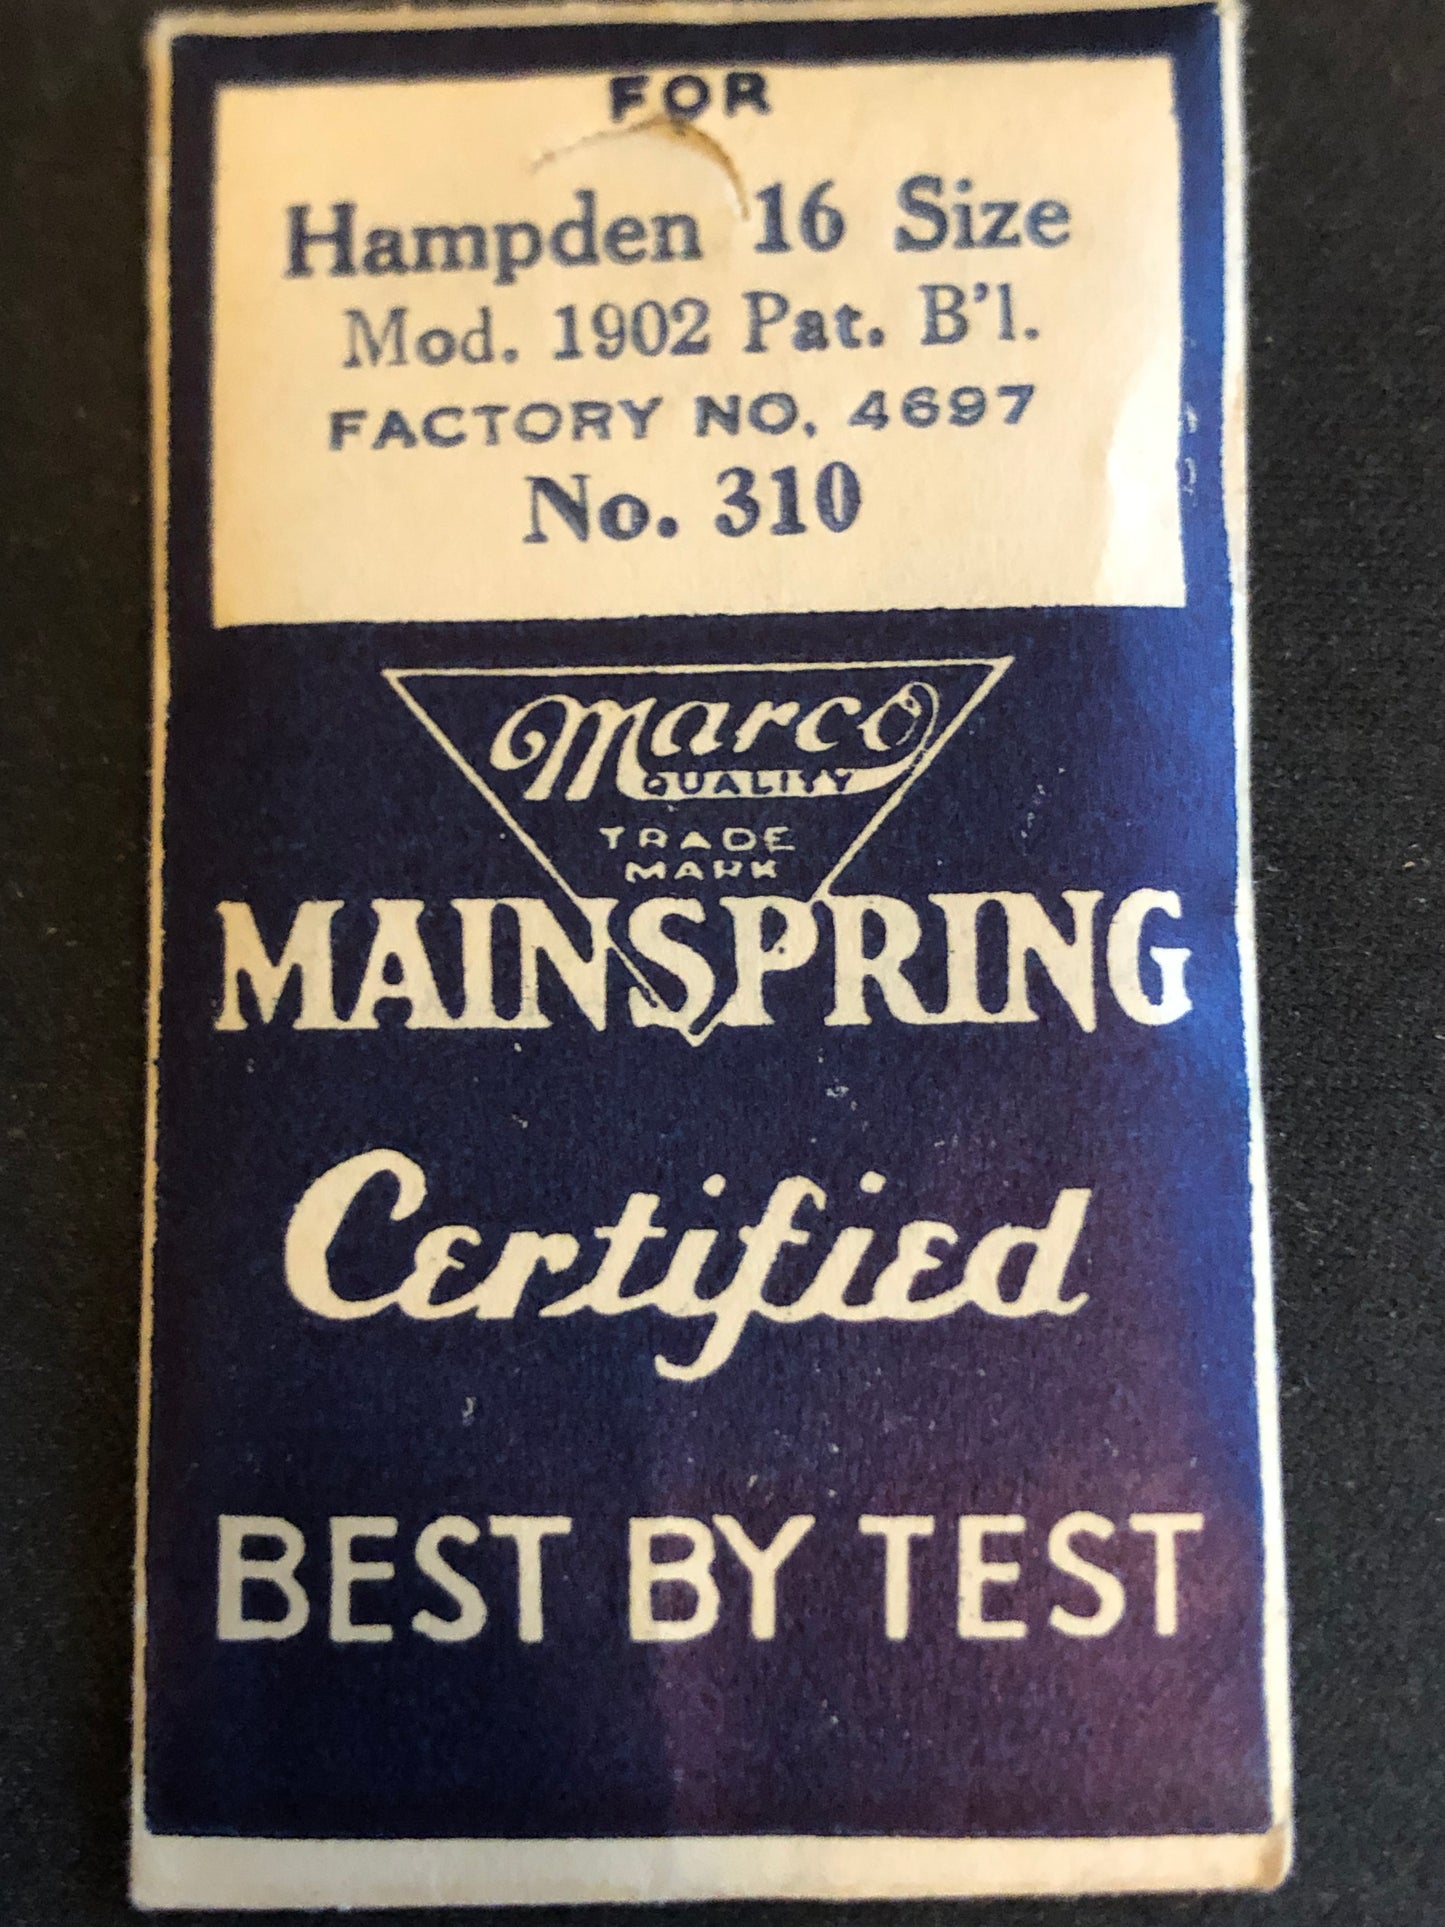 FOR
Hampden 16 Size
Mod. 1902 Pat. B'l.
FACTORY NO. 4697
No. 310
Marco
QUALITY
TRADE
MARK
MAINSPRING
Certified
BEST BY TEST